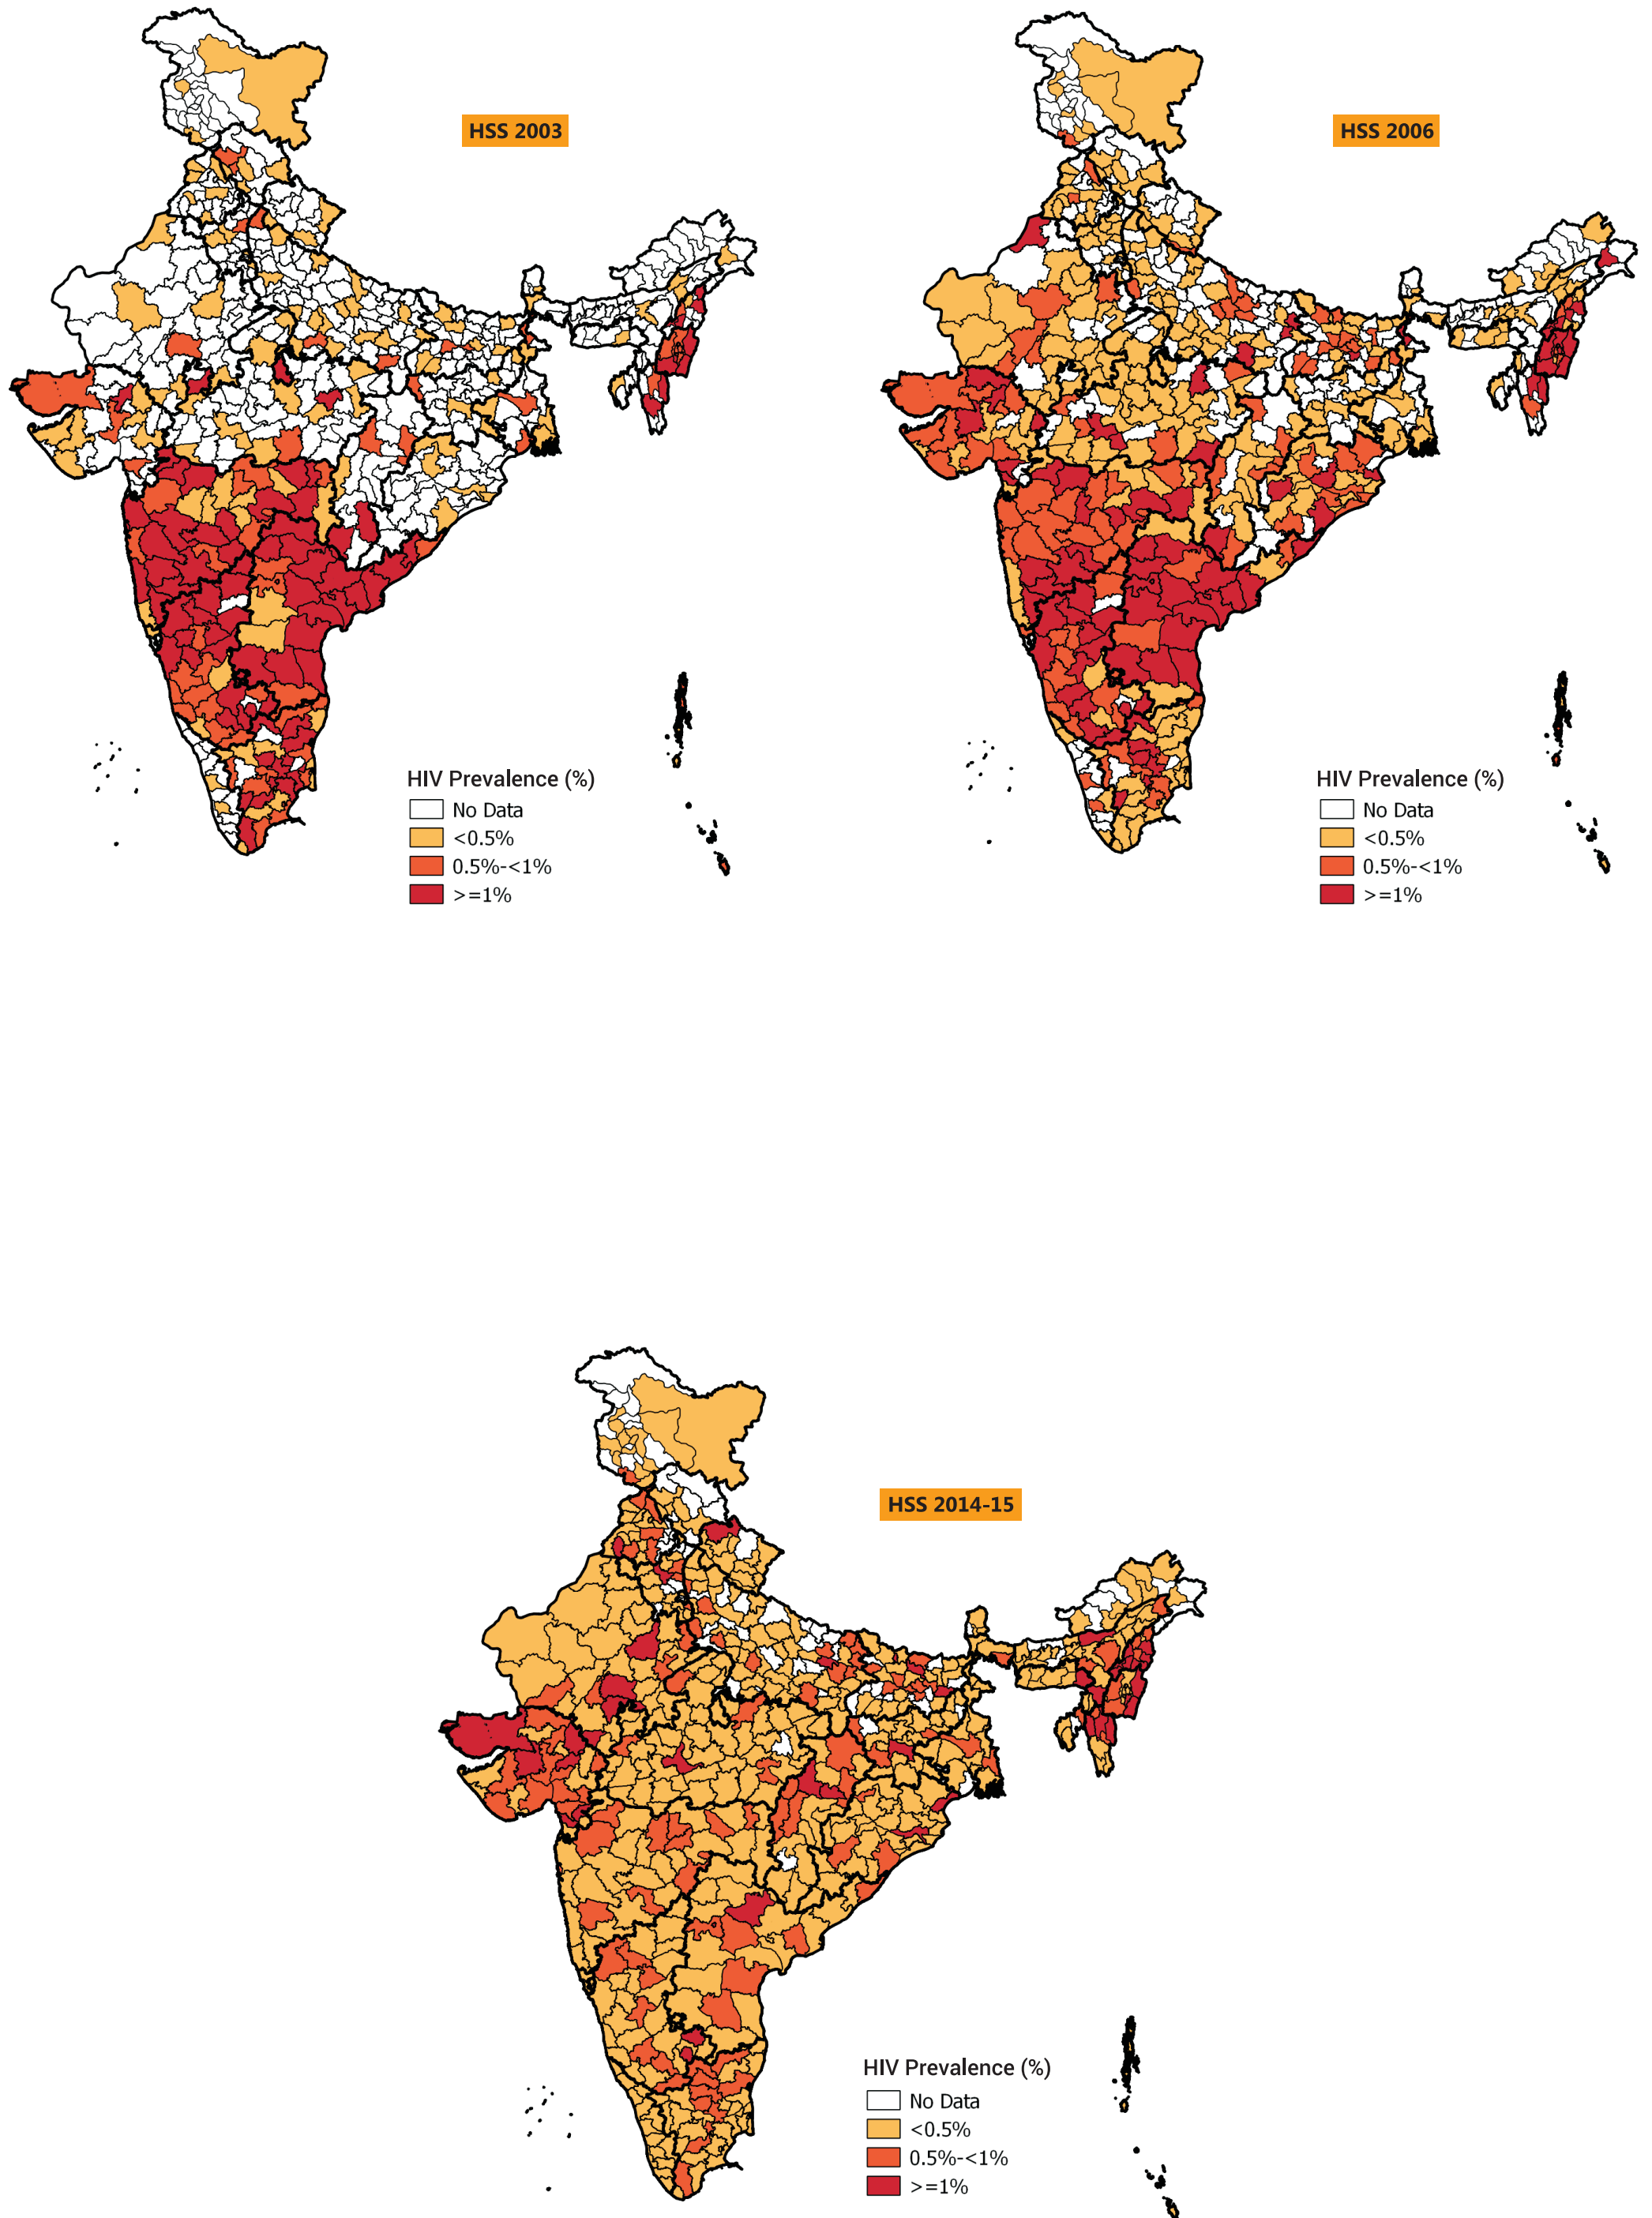 HSS 2003
HIV Prevalence (%)
No Data
<0.5%
0.5%-<1%
>=1%
HSS 2006
HIV Prevalence (%)
No Data
<0.5%
0.5%-<1%
>=1%
HSS 2014-15
HIV Prevalence (%)
No Data
<0.5%
0.5%-<1%
>=1%